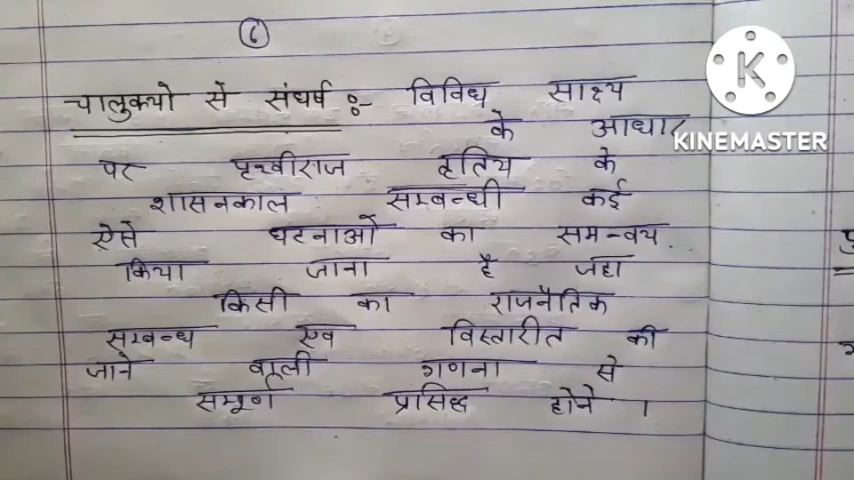 6
चालुक्यो से संघर्ष :- विविध साक्ष्य
के आधार
KINEMASTER
पर पृथ्वीराज तृतिय के
शासनकाल सम्बन्धी कई
ऐसे घटनाओं का समन्वय
किया जाना है जहा
किसी का राजनैतिक
सम्बन्ध एव विस्तारीत की
जाने वाली गणना से
सम्पूर्ण प्रसिद्ध होने ।